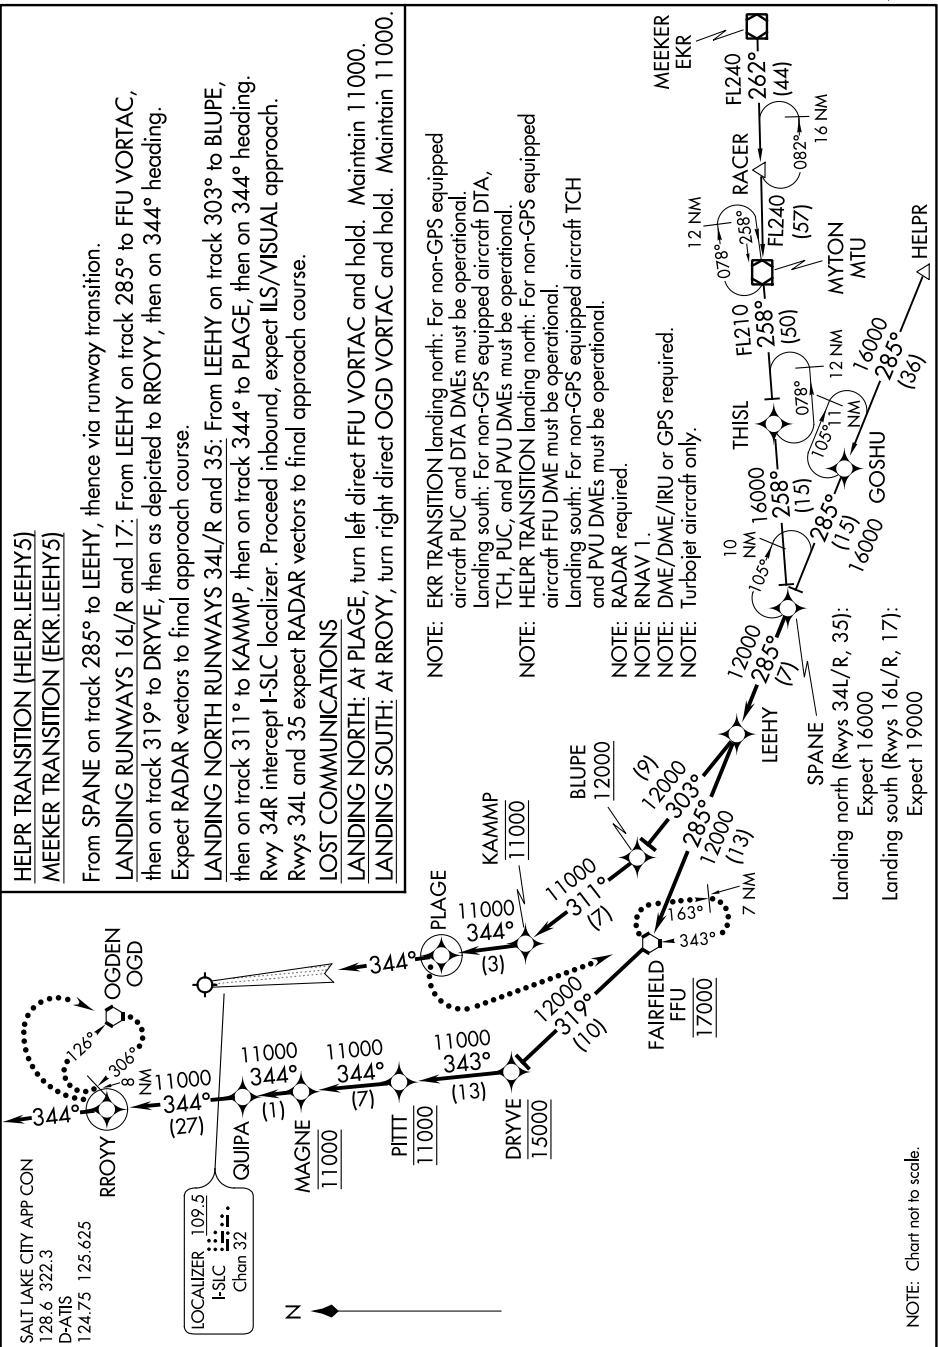 HELPR TRANSITION (HELPR.LEEHY5)
MEEKER TRANSITION (EKR.LEEHY5)
From SPANE on track 285° to LEEHY, thence via runway transition.
LANDING RUNWAYS 16L/R and 17: From LEEHY on track 285° to FFU VORTAC,
then on track 319° to DRYVE, then as depicted to RROYY, then on 344° heading.
Expect RADAR vectors to final approach course.
LANDING NORTH RUNWAYS 34L/R and 35: From LEEHY on track 303° to BLUPE,
then on track 311° to KAMMP, then on track 344° to PLAGE, then on 344° heading.
Rwy 34R intercept I-SLC localizer. Proceed inbound, expect ILS/VISUAL approach.
Rwys 34L and 35 expect RADAR vectors to final approach course.
LOST COMMUNICATIONS
LANDING NORTH: At PLAGE, turn left direct FFU VORTAC and hold. Maintain 11000.
LANDING SOUTH: At RROYY, turn right direct OGD VORTAC and hold. Maintain 11000.
NOTE: EKR TRANSITION landing north: For non-GPS equipped
aircraft PUC and DTA DMEs must be operational.
Landing south: For non-GPS equipped aircraft DTA,
TCH, PUC, and PVU DMEs must be operational.
NOTE: HELPR TRANSITION landing north: For non-GPS equipped
aircraft FFU DME must be operational.
Landing south: For non-GPS equipped aircraft TCH
and PVU DMEs must be operational.
NOTE: RADAR required.
NOTE: RNAV 1.
NOTE: DME/DME/IRU or GPS required.
NOTE: Turbojet aircraft only.
SALT LAKE CITY APP CON
128.6 322.3
D-ATIS
124.75 125.625
344°
RROYY
OGDEN
OGD
126°
306°
8
NM
11000
344°
(27)
QUIPA
11000
344°
(1)
MAGNE
11000
11000
344°
(7)
PITTT
11000
11000
343°
(13)
DRYVE
15000
12000
319°
(10)
FAIRFIELD
FFU
17000
163°
343°
7 NM
LOCALIZER 109.5
I-SLC
Chan 32
N
344°
PLAGE
11000
344°
(3)
KAMMP
11000
11000
311°
(7)
BLUPE
12000
(9)
12000
303°
285°
12000
(13)
LEEHY
12000
285°
(7)
SPANE
Landing north (Rwys 34L/R, 35):
Expect 16000
Landing south (Rwys 16L/R, 17):
Expect 19000
10
NM
105°
16000
258°
(15)
285°
(15)
16000
THISL
078°
12 NM
105°
11
NM
GOSHU
16000
285°
(36)
HELPR
FL210
258°
(50)
MYTON
MTU
12 NM
078°
258°
FL240
(57)
RACER
082°
16 NM
FL240
262°
(44)
MEEKER
EKR
NOTE: Chart not to scale.